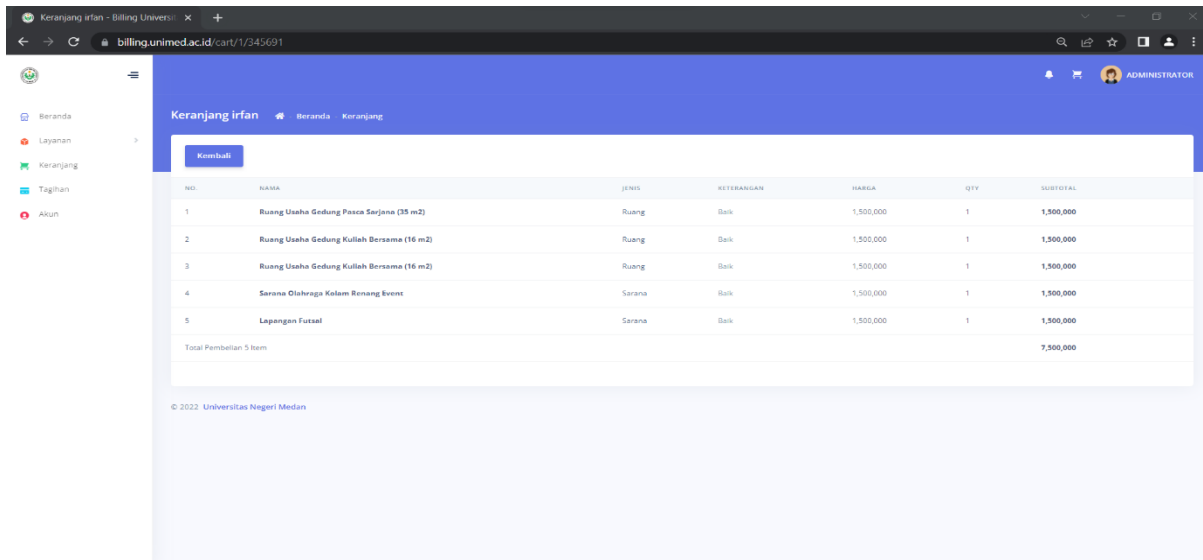 Keranjang irfan - Billing Universit
billing.unimed.ac.id/cart/1/345691
ADMINISTRATOR
Beranda
Layanan
Keranjang
Tagihan
Akun
Keranjang irfan - Beranda - Keranjang
Kembali
NO. NAMA JENIS KETERANGAN HARGA QTY SUBTOTAL
1 Ruang Usaha Gedung Pasca Sarjana (35 m2) Ruang Baik 1,500,000 1 1,500,000
2 Ruang Usaha Gedung Kuliah Bersama (16 m2) Ruang Baik 1,500,000 1 1,500,000
3 Ruang Usaha Gedung Kuliah Bersama (16 m2) Ruang Baik 1,500,000 1 1,500,000
4 Sarana Olahraga Kolam Renang Event Sarana Baik 1,500,000 1 1,500,000
5 Lapangan Futsal Sarana Baik 1,500,000 1 1,500,000
Total Pembelian 5 Item 7,500,000
© 2022 Universitas Negeri Medan